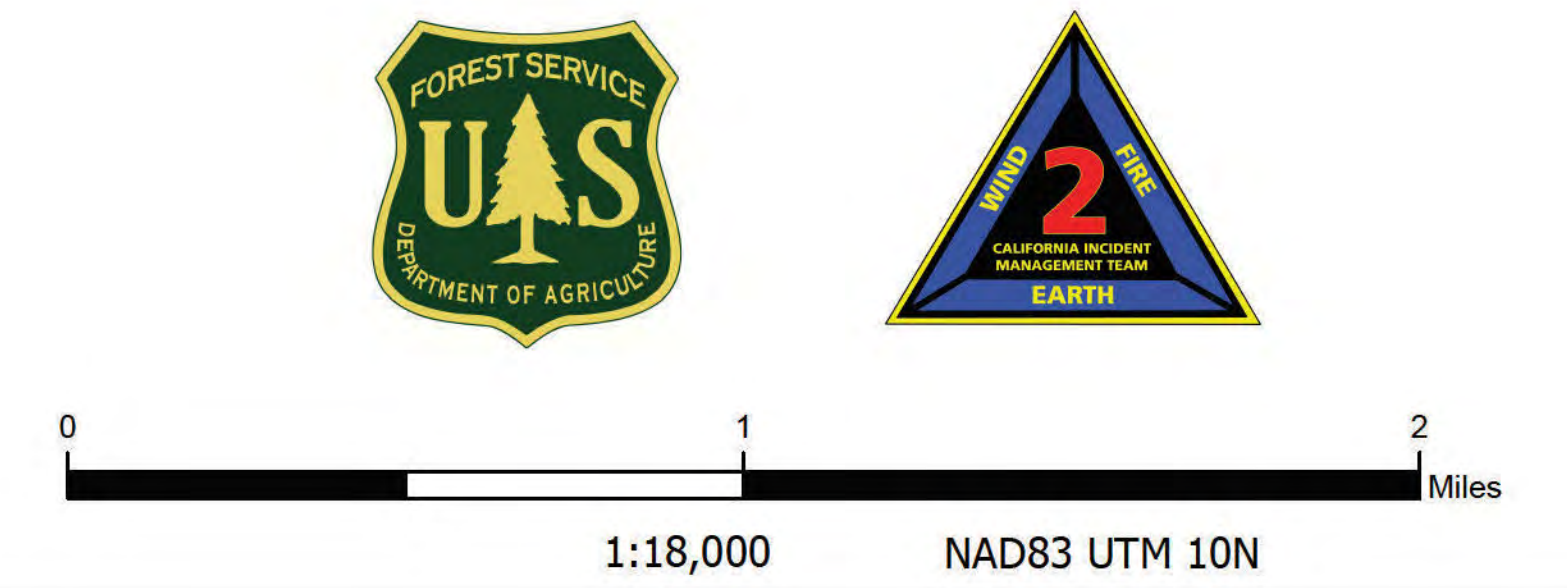 FOREST SERVICE
U S
DEPARTMENT OF AGRICULTURE
WIND
FIRE
2
CALIFORNIA INCIDENT
MANAGEMENT TEAM
EARTH
0 1 2
Miles
1:18,000 NAD83 UTM 10N